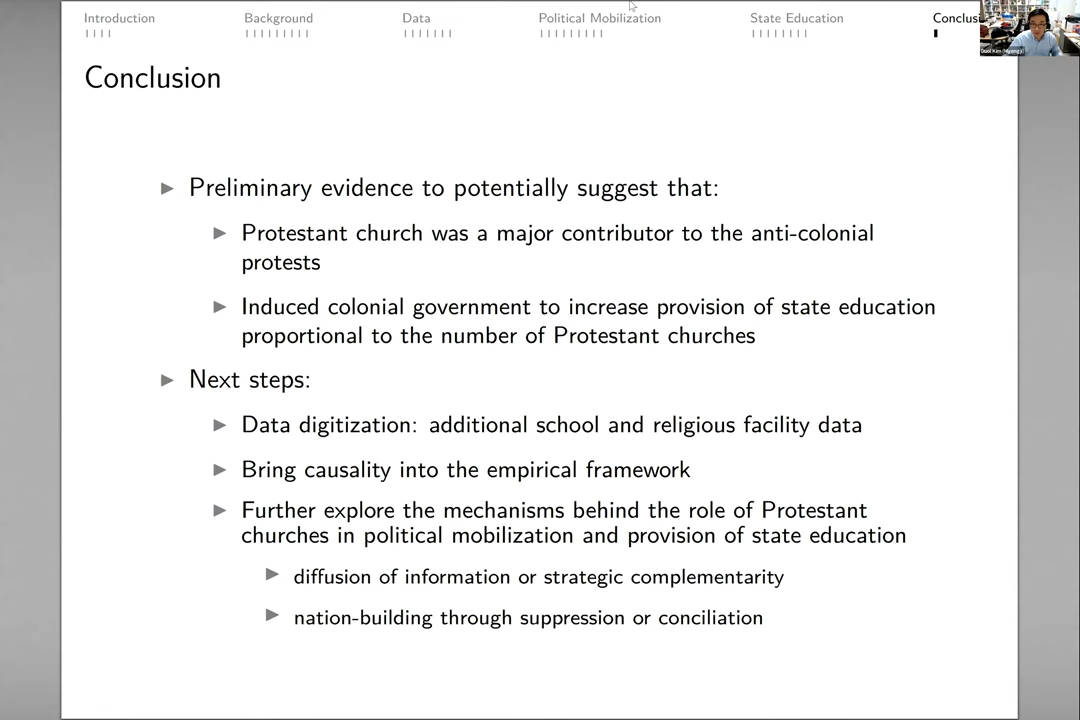 Introduction Background Data Political Mobilization State Education Conclusi
Conclusion
Preliminary evidence to potentially suggest that:
Protestant church was a major contributor to the anti-colonial
protests
Induced colonial government to increase provision of state education
proportional to the number of Protestant churches
Next steps:
Data digitization: additional school and religious facility data
Bring causality into the empirical framework
Further explore the mechanisms behind the role of Protestant
churches in political mobilization and provision of state education
diffusion of information or strategic complementarity
nation-building through suppression or conciliation